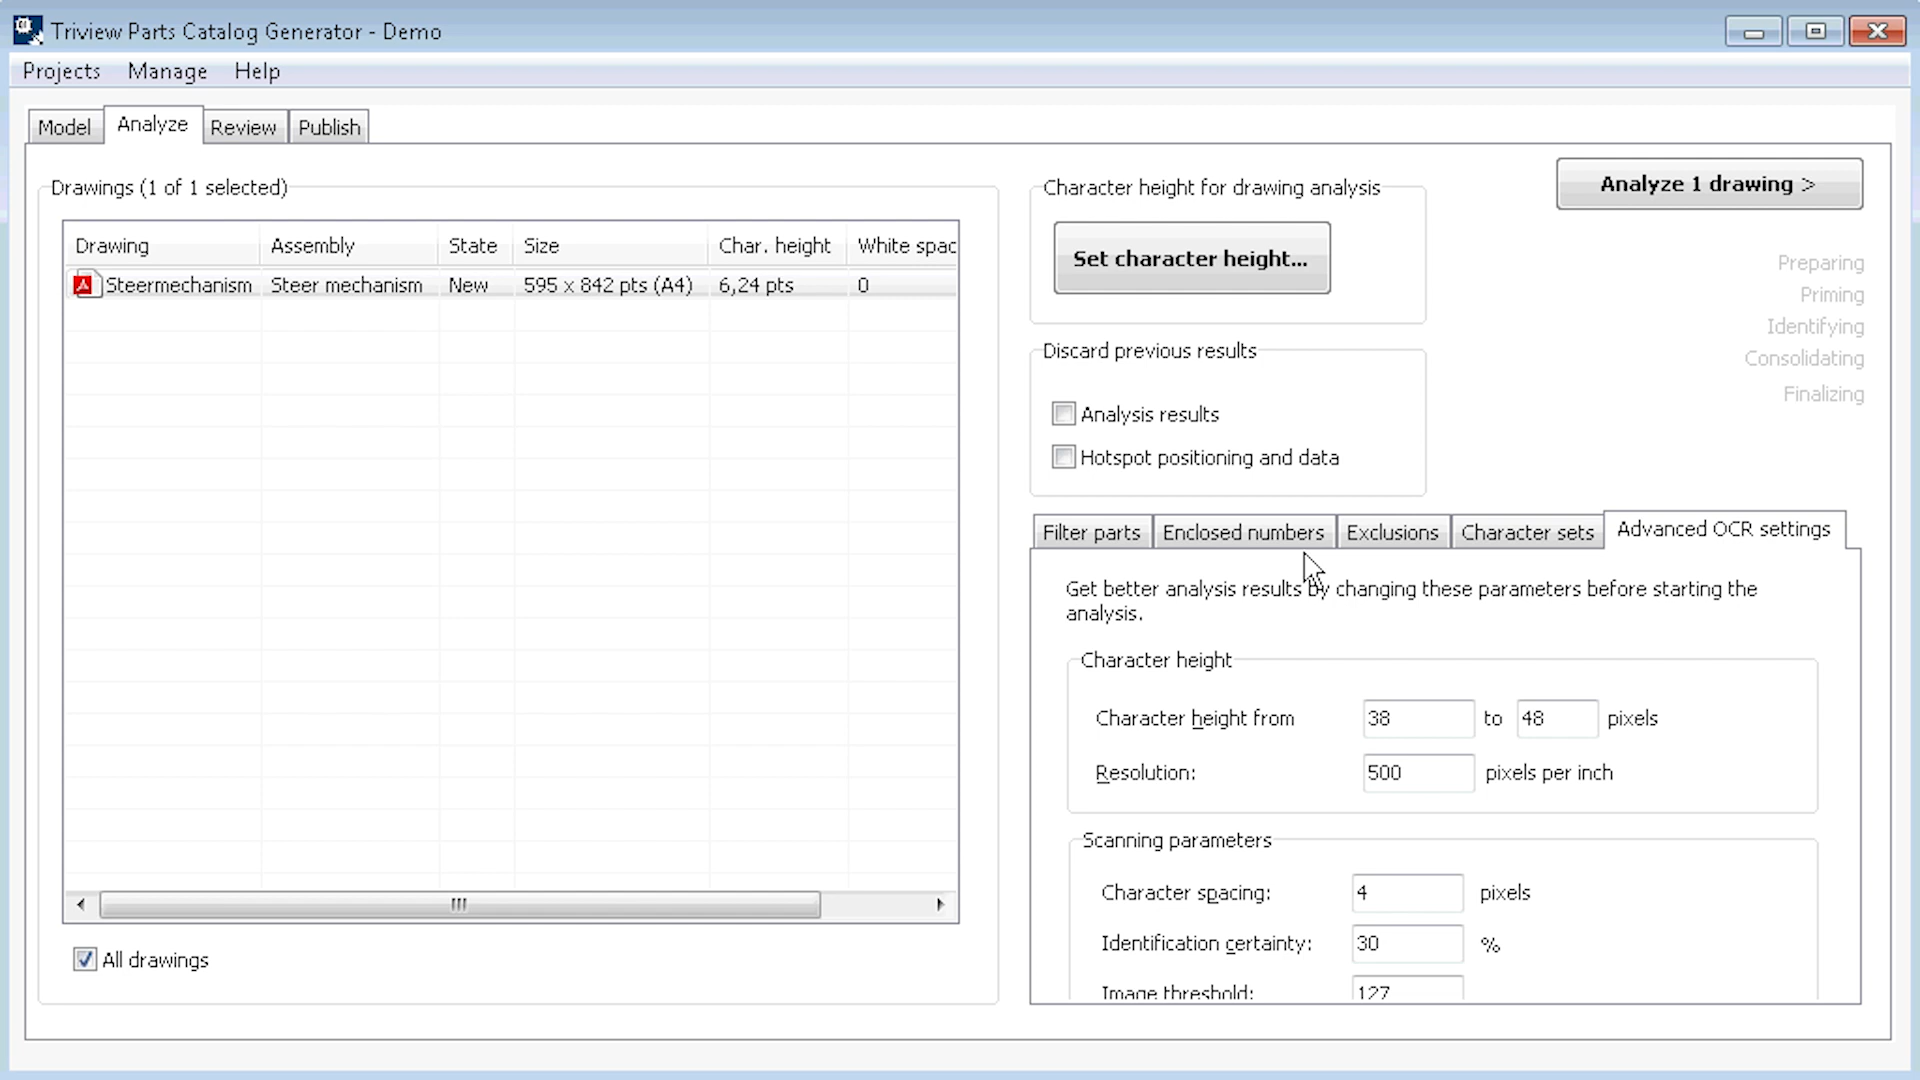 Triview Parts Catalog Generator - Demo
Projects Manage Help
Model Analyze Review Publish
Drawings (1 of 1 selected)
Drawing Assembly State Size Char. height White spac
Steermechanism Steer mechanism New 595 x 842 pts (A4) 6,24 pts 0
All drawings
Character height for drawing analysis
Set character height...
Discard previous results
Analysis results
Hotspot positioning and data
Analyze 1 drawing >
Preparing
Priming
Identifying
Consolidating
Finalizing
Filter parts Enclosed numbers Exclusions Character sets Advanced OCR settings
Get better analysis results by changing these parameters before starting the
analysis.
Character height
Character height from 38 to 48 pixels
Resolution: 500 pixels per inch
Scanning parameters
Character spacing: 4 pixels
Identification certainty: 30 %
Image threshold: 127